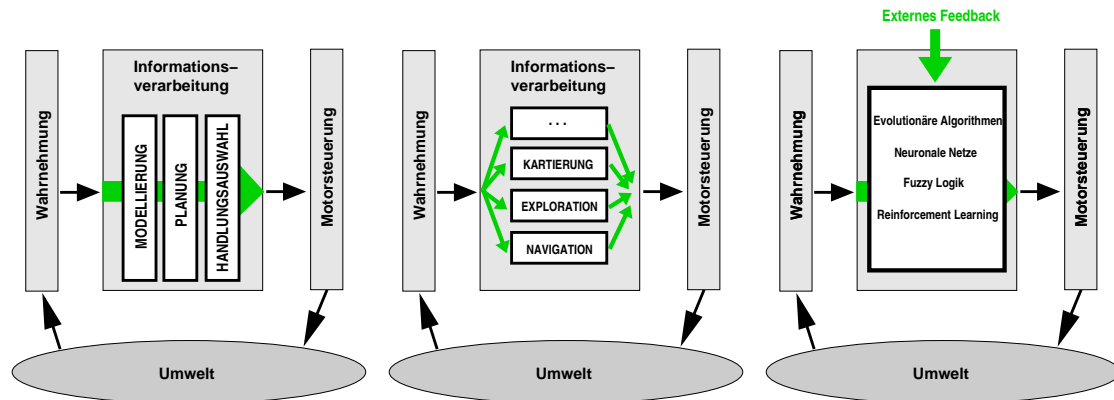 Wahrnehmung
Informations–
verarbeitung
MODELLIERUNG
PLANUNG
HANDLUNGSAUSWAHL
Motorsteuerung
Umwelt
Wahrnehmung
Informations–
verarbeitung
. . .
KARTIERUNG
EXPLORATION
NAVIGATION
Motorsteuerung
Umwelt
Externes Feedback
Wahrnehmung
Evolutionäre Algorithmen
Neuronale Netze
Fuzzy Logik
Reinforcement Learning
Motorsteuerung
Umwelt